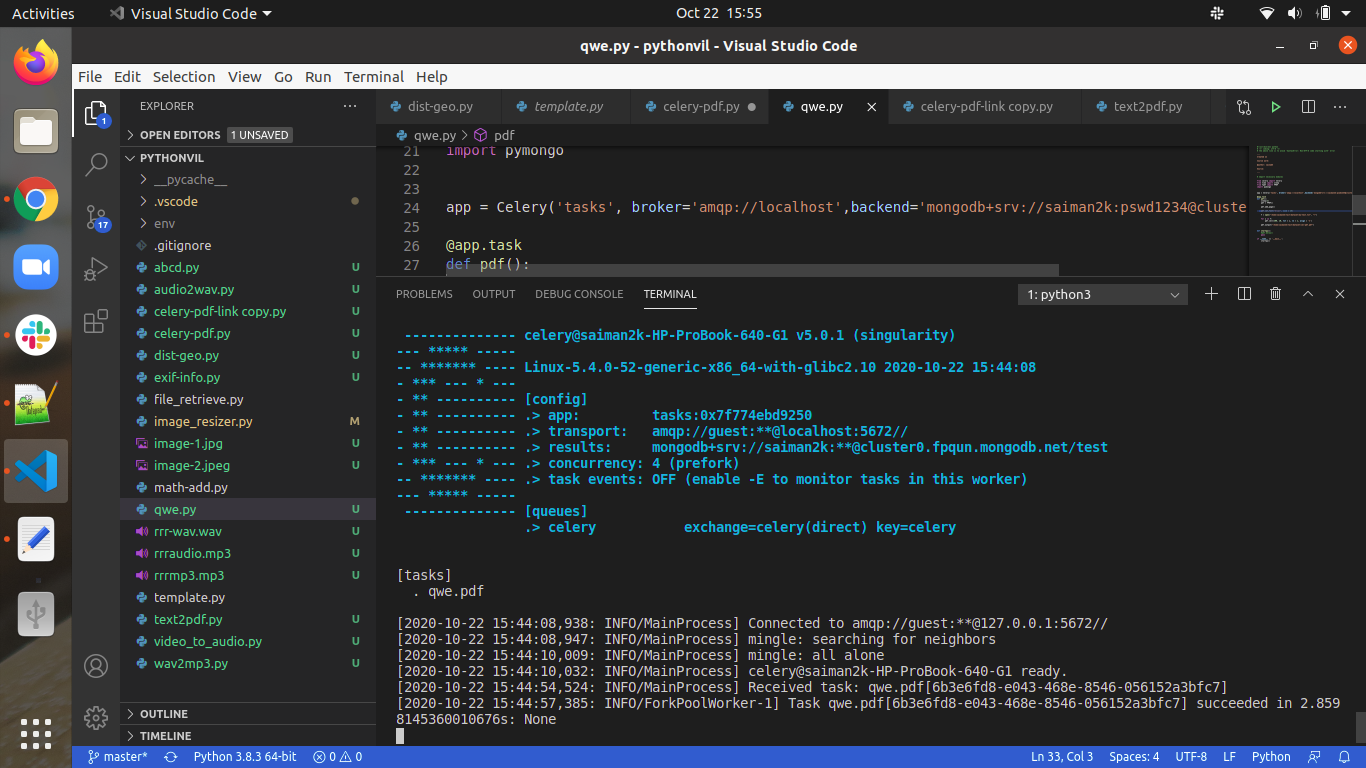 Activities
Visual Studio Code
Oct 22 15:55
qwe.py - pythonvil - Visual Studio Code
File Edit Selection View Go Run Terminal Help
EXPLORER
OPEN EDITORS 1 UNSAVED
PYTHONVIL
__pycache__
.vscode
env
.gitignore
abcd.py U
audio2wav.py U
celery-pdf-link copy.py U
celery-pdf.py U
dist-geo.py U
exif-info.py U
file_retrieve.py
image_resizer.py M
image-1.jpg U
image-2.jpeg U
math-add.py
qwe.py U
rrr-wav.wav U
rrraudio.mp3 U
rrrmp3.mp3 U
template.py
text2pdf.py U
video_to_audio.py U
wav2mp3.py U
OUTLINE
TIMELINE
1
17
dist-geo.py template.py celery-pdf.py qwe.py celery-pdf-link copy.py text2pdf.py
qwe.py > pdf
21 import pymongo
22
23
24 app = Celery('tasks', broker='amqp://localhost',backend='mongodb+srv://saiman2k:pswd1234@cluste
25
26 @app.task
27 def pdf():
PROBLEMS OUTPUT DEBUG CONSOLE TERMINAL
1: python3
-------------- celery@saiman2k-HP-ProBook-640-G1 v5.0.1 (singularity)
--- ***** -----
-- ******* ---- Linux-5.4.0-52-generic-x86_64-with-glibc2.10 2020-10-22 15:44:08
- *** --- * ---
- ** ---------- [config]
- ** ---------- .> app: tasks:0x7f774ebd9250
- ** ---------- .> transport: amqp://guest:**@localhost:5672//
- ** ---------- .> results: mongodb+srv://saiman2k:**@cluster0.fpqun.mongodb.net/test
- *** --- * --- .> concurrency: 4 (prefork)
-- ******* ---- .> task events: OFF (enable -E to monitor tasks in this worker)
--- ***** -----
-------------- [queues]
.> celery exchange=celery(direct) key=celery
[tasks]
. qwe.pdf
[2020-10-22 15:44:08,938: INFO/MainProcess] Connected to amqp://guest:**@127.0.0.1:5672//
[2020-10-22 15:44:08,947: INFO/MainProcess] mingle: searching for neighbors
[2020-10-22 15:44:10,009: INFO/MainProcess] mingle: all alone
[2020-10-22 15:44:10,032: INFO/MainProcess] celery@saiman2k-HP-ProBook-640-G1 ready.
[2020-10-22 15:44:54,524: INFO/MainProcess] Received task: qwe.pdf[6b3e6fd8-e043-468e-8546-056152a3bfc7]
[2020-10-22 15:44:57,385: INFO/ForkPoolWorker-1] Task qwe.pdf[6b3e6fd8-e043-468e-8546-056152a3bfc7] succeeded in 2.859
8145360010676s: None
master* Python 3.8.3 64-bit 0 0
Ln 33, Col 3 Spaces: 4 UTF-8 LF Python